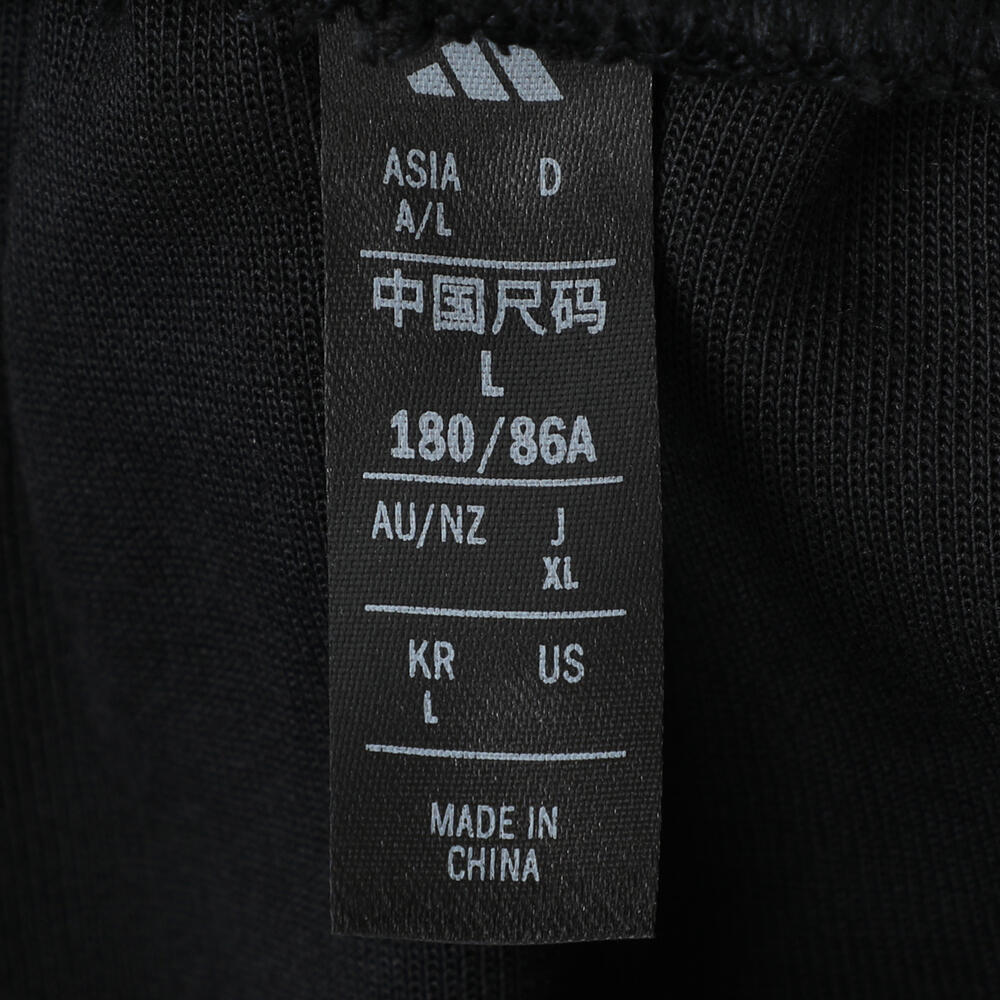 ASIA D
A/L
中国尺码
L
180/86A
AU/NZ J
XL
KR US
L
MADE IN
CHINA